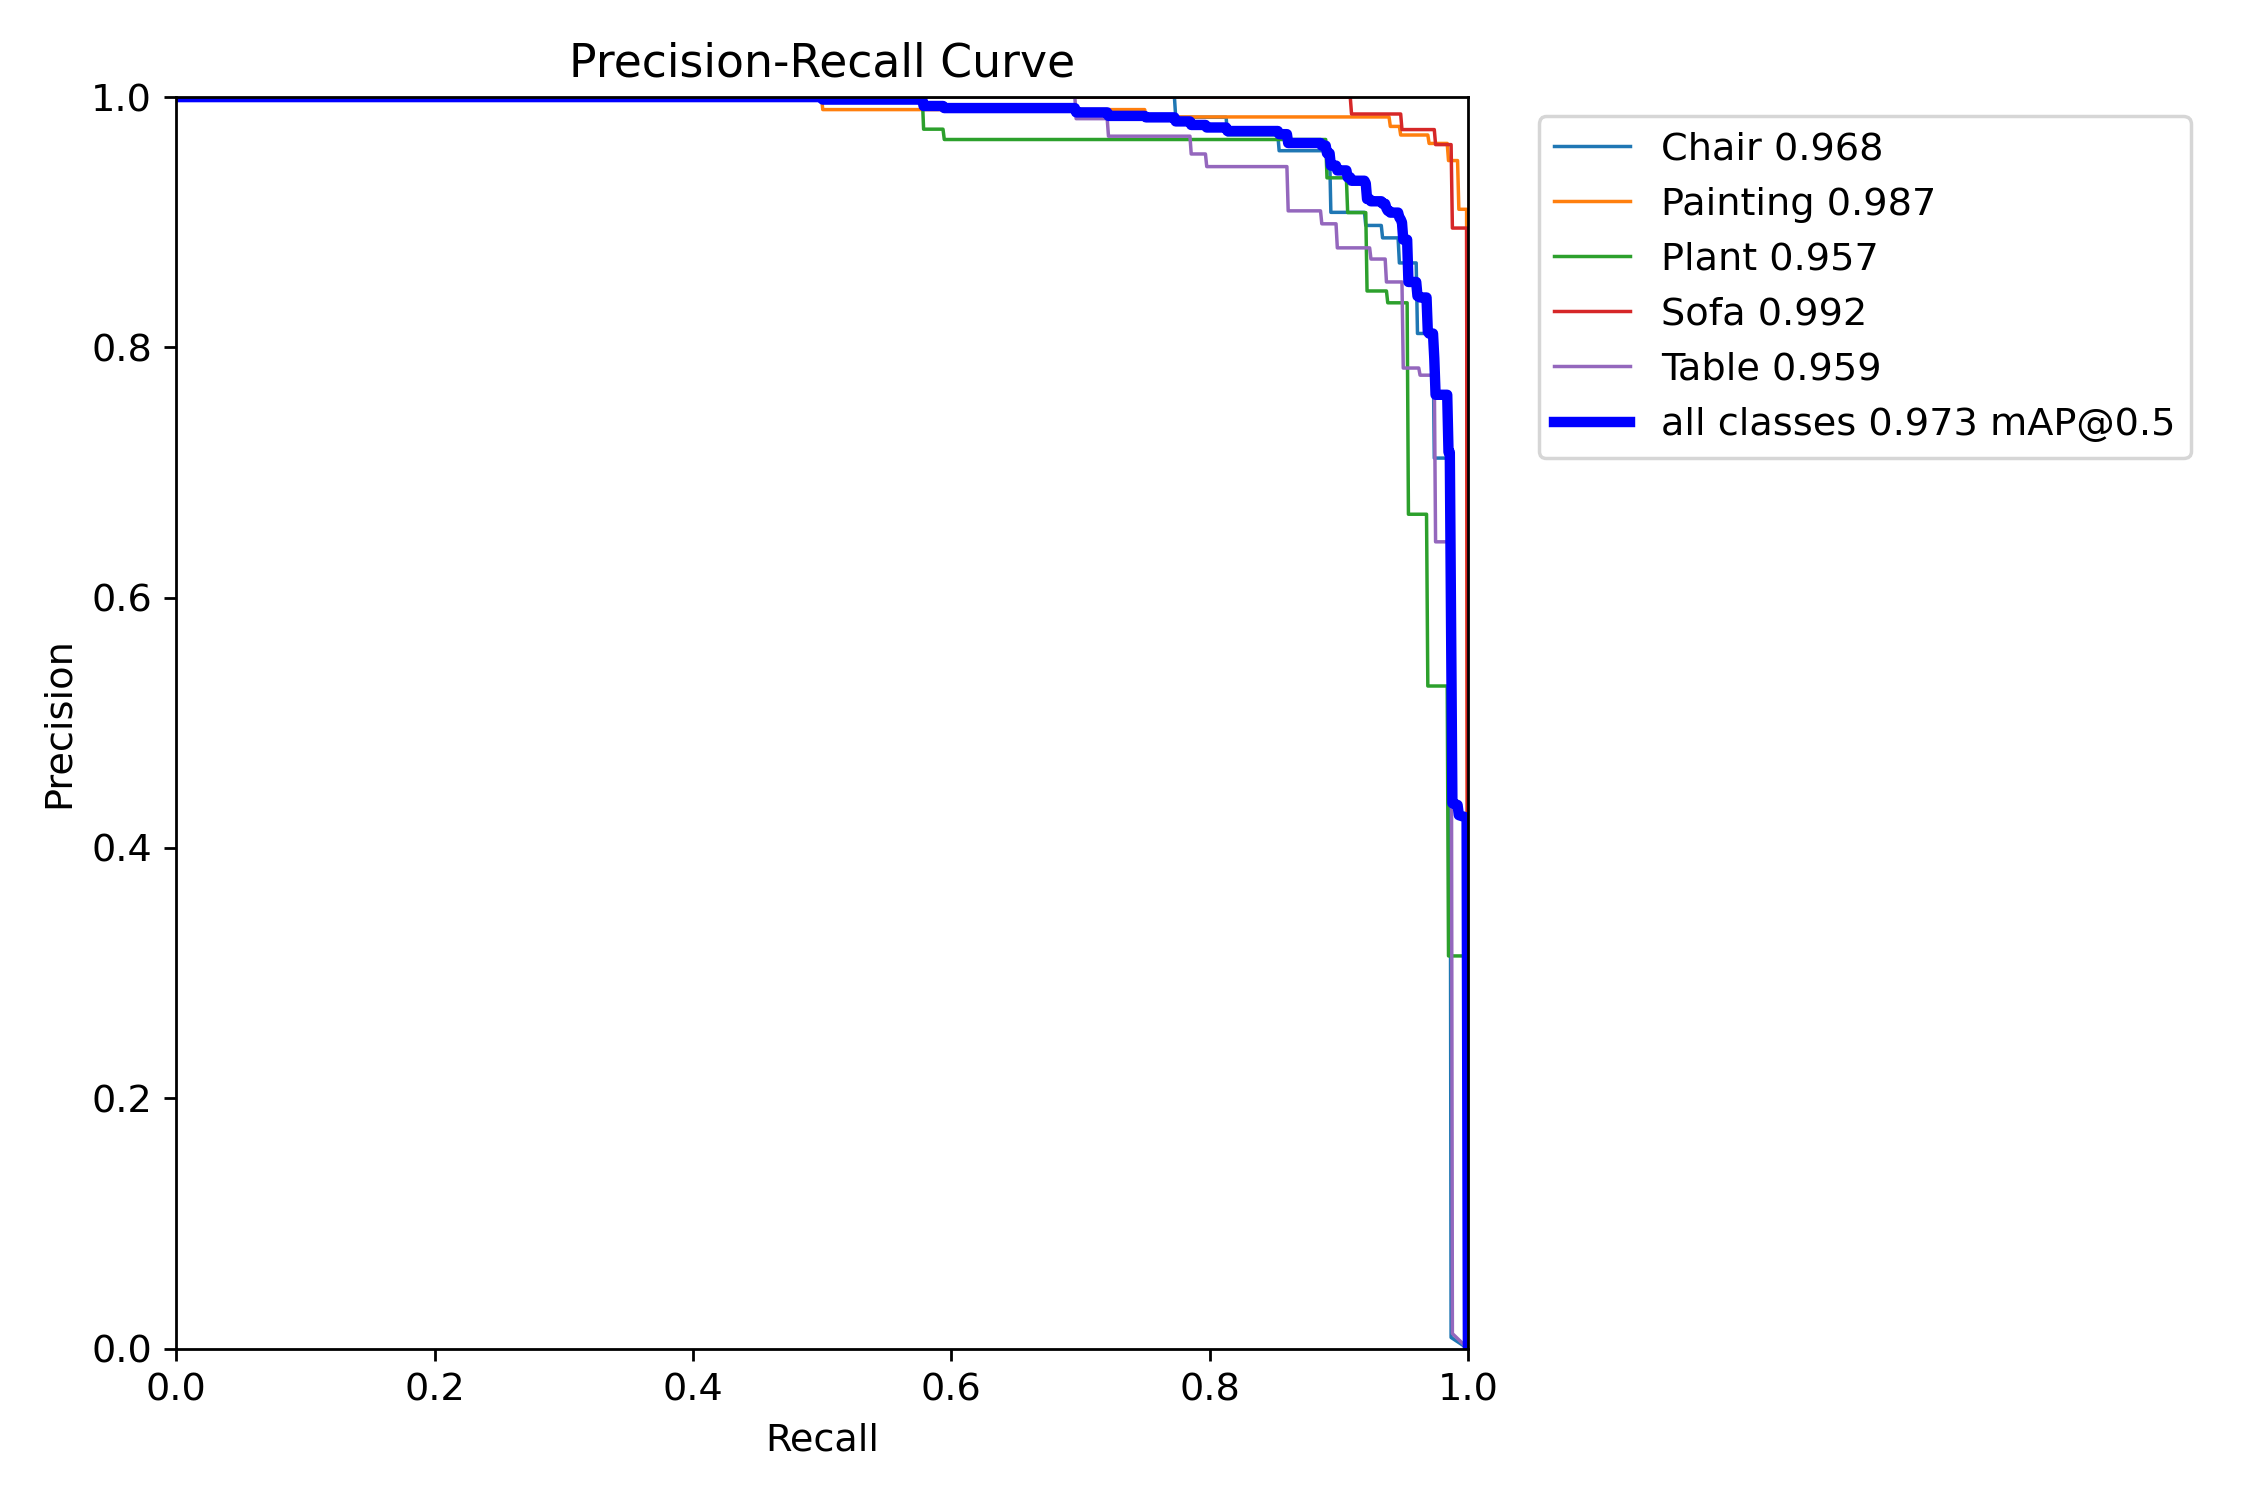 Precision-Recall Curve
1.0
0.8
0.6
0.4
0.2
0.0
Precision
0.0 0.2 0.4 0.6 0.8 1.0
Recall
Chair 0.968
Painting 0.987
Plant 0.957
Sofa 0.992
Table 0.959
all classes 0.973 mAP@0.5